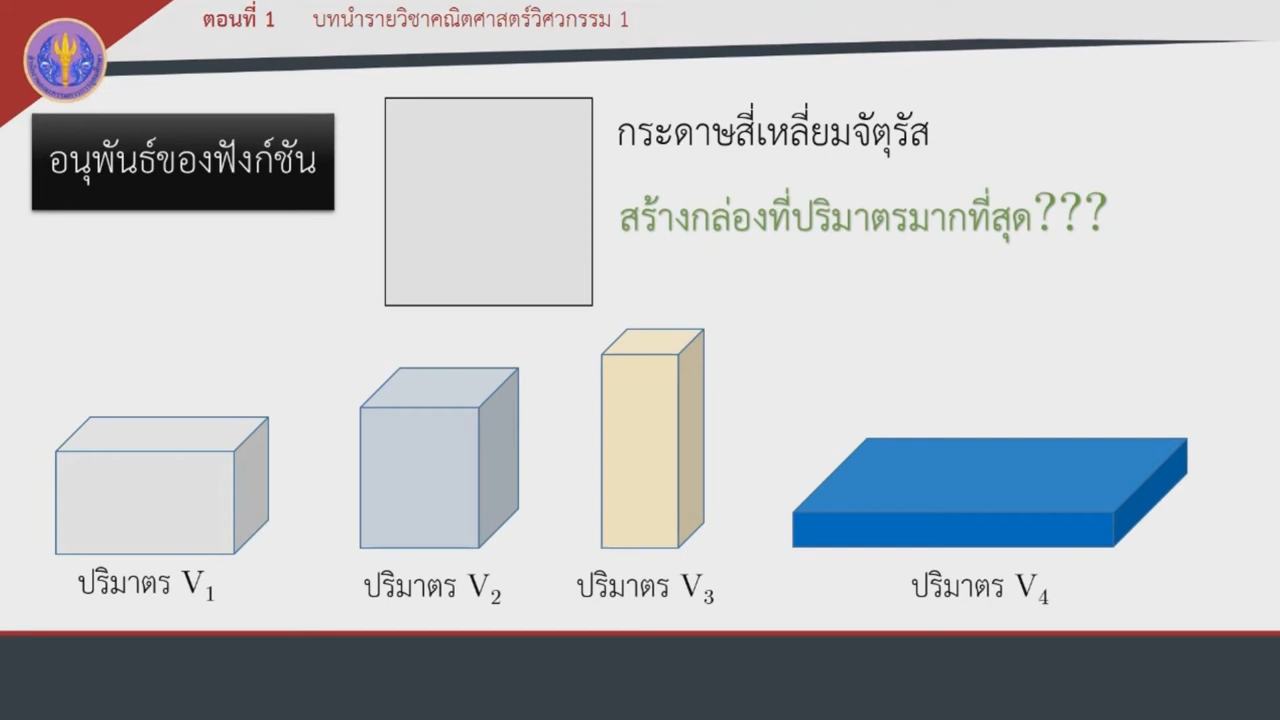 ตอนที่ 1 บทนำรายวิชาคณิตศาสตร์วิศวกรรม 1
อนุพันธ์ของฟังก์ชัน
กระดาษสี่เหลี่ยมจัตุรัส
สร้างกล่องที่ปริมาตรมากที่สุด???
ปริมาตร V₁
ปริมาตร V₂
ปริมาตร V₃
ปริมาตร V₄